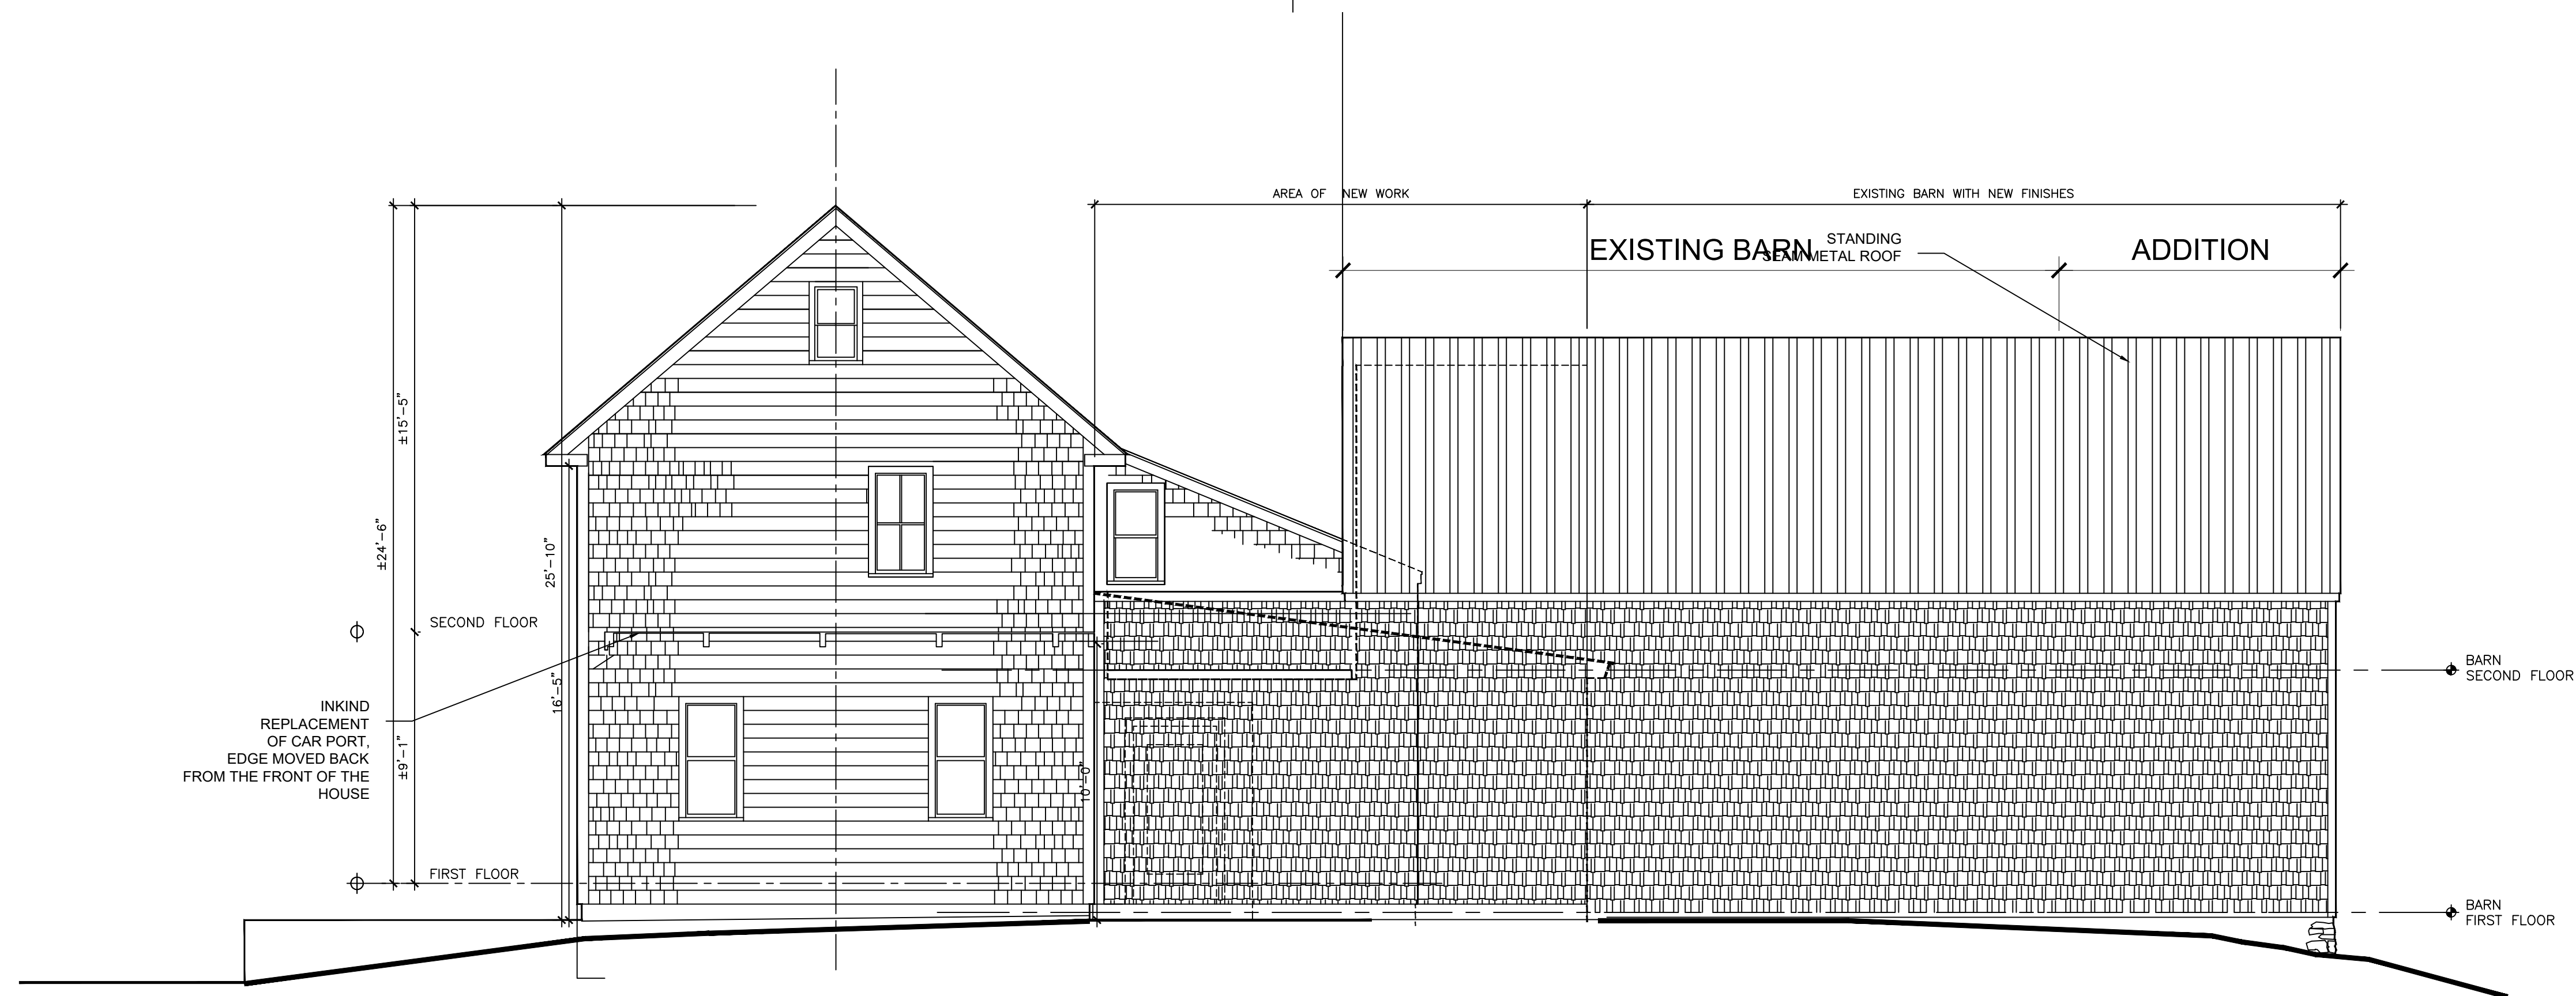 AREA OF NEW WORK
EXISTING BARN WITH NEW FINISHES
EXISTING BARN
STANDING
SEAM METAL ROOF
ADDITION
±15'-5"
±24'-6"
25'-10"
SECOND FLOOR
BARN
SECOND FLOOR
16'-5"
INKIND
REPLACEMENT
OF CAR PORT,
EDGE MOVED BACK
FROM THE FRONT OF THE
HOUSE
±9'-1"
10'-0"
FIRST FLOOR
BARN
FIRST FLOOR